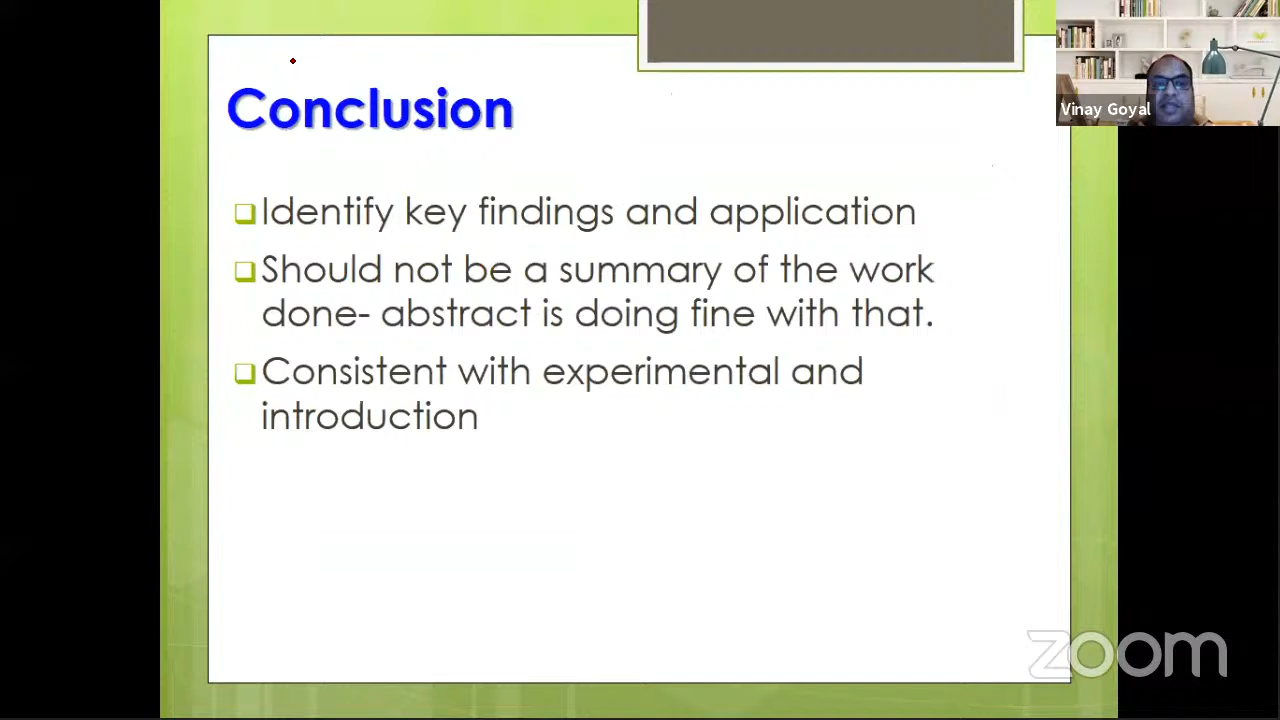 Conclusion
Vinay Goyal
Identify key findings and application
Should not be a summary of the work
done- abstract is doing fine with that.
Consistent with experimental and
introduction
zoom